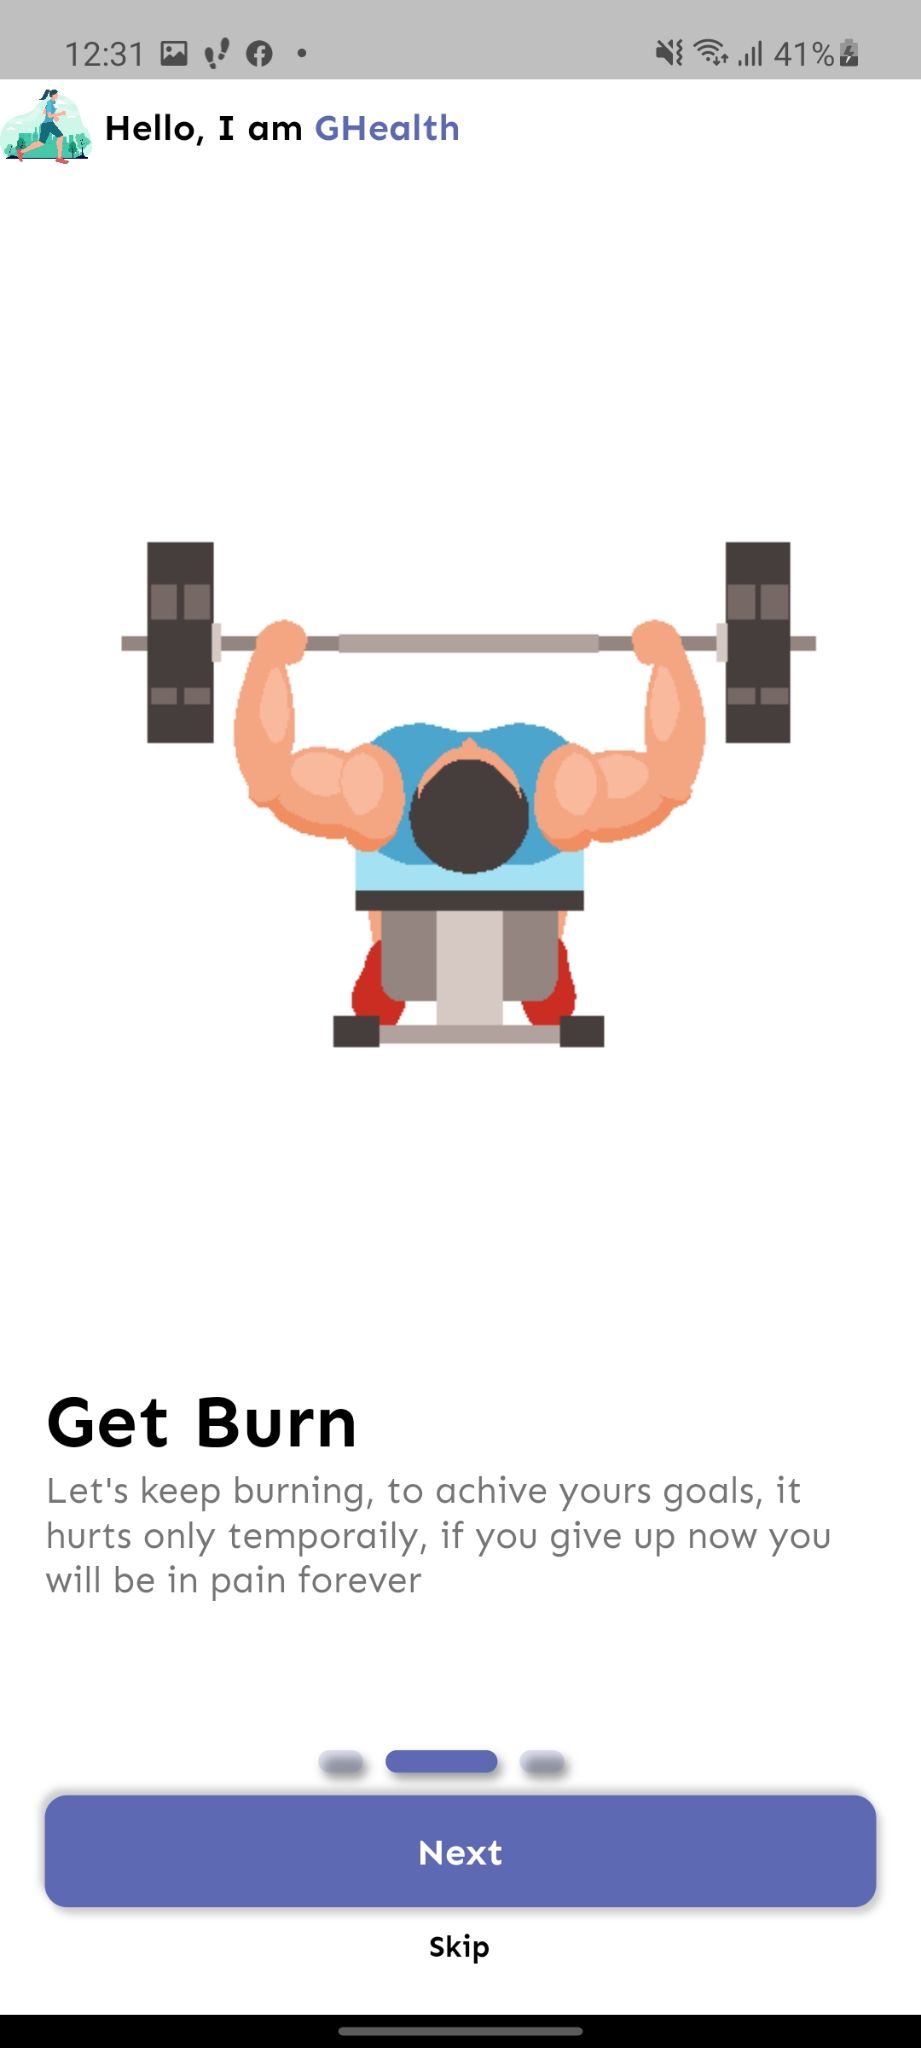 12:31 41%
Hello, I am GHealth
Get Burn
Let's keep burning, to achive yours goals, it
hurts only temporaily, if you give up now you
will be in pain forever
Next
Skip